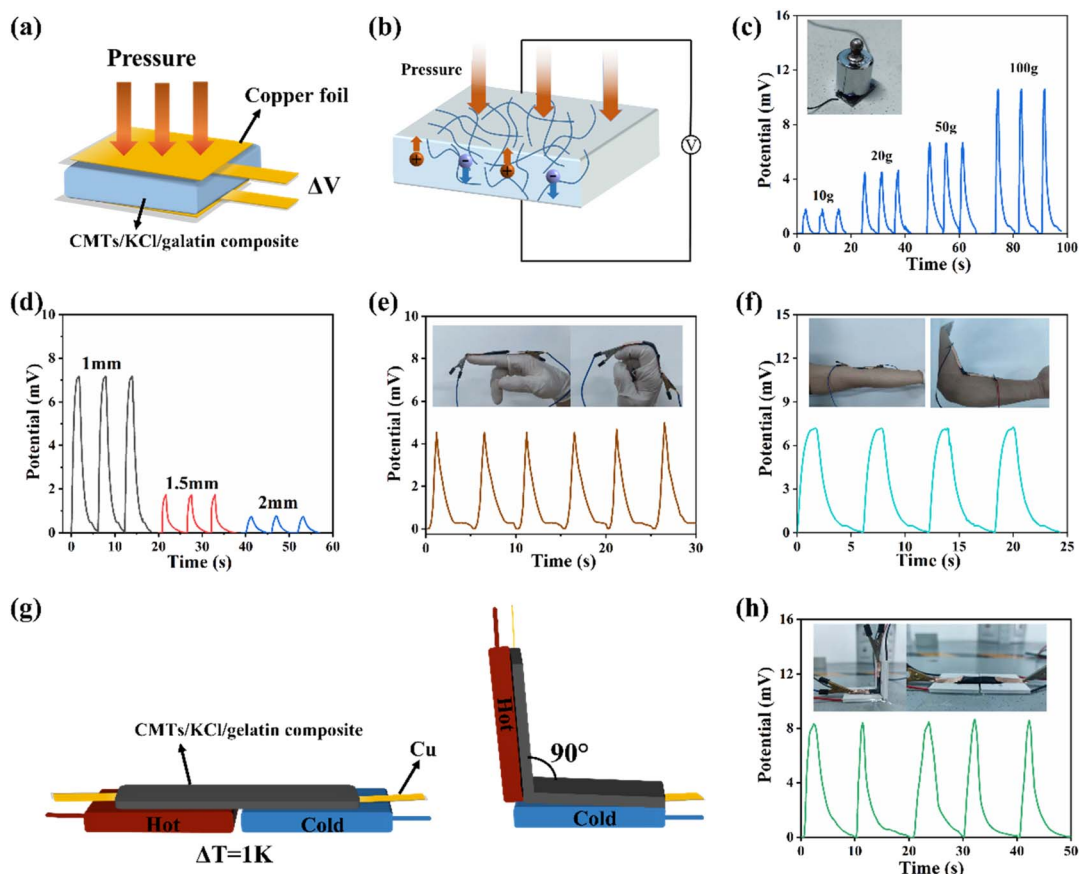 (a)
Pressure
Copper foil
ΔV
CMTs/KCl/galatin composite
(b)
Pressure
+
-
+
-
V
(c)
Potential (mV)
16
12
8
4
0
10g
20g
50g
100g
0 20 40 60 80 100
Time (s)
(d)
Potential (mV)
10
8
6
4
2
0
1mm
1.5mm
2mm
0 10 20 30 40 50 60
Time (s)
(e)
Potential (mV)
10
8
6
4
2
0
0 10 20 30
Time (s)
(f)
Potential (mV)
15
12
9
6
3
0
0 5 10 15 20 25
Timc (s)
(g)
CMTs/KCl/gelatin composite
Cu
Hot
Cold
ΔT=1K
Hot
90°
Cold
(h)
Potential (mV)
16
12
8
4
0
0 10 20 30 40 50
Time (s)